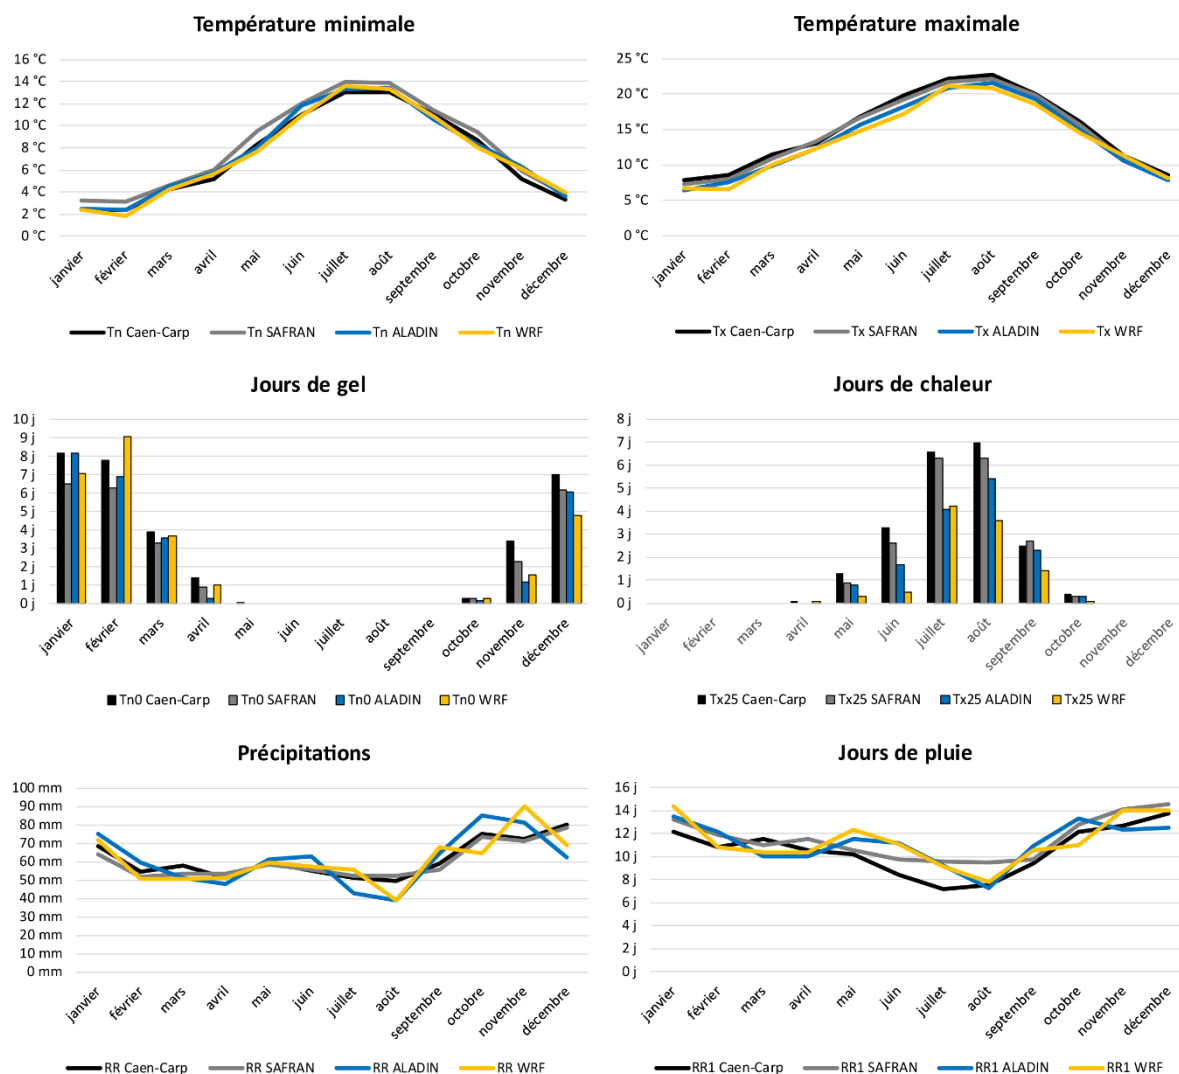 Température minimale
16 °C
14 °C
12 °C
10 °C
8 °C
6 °C
4 °C
2 °C
0 °C
janvier février mars avril mai juin juillet août septembre octobre novembre décembre
Tn Caen-Carp Tn SAFRAN Tn ALADIN Tn WRF
Température maximale
25 °C
20 °C
15 °C
10 °C
5 °C
0 °C
janvier février mars avril mai juin juillet août septembre octobre novembre décembre
Tx Caen-Carp Tx SAFRAN Tx ALADIN Tx WRF
Jours de gel
10 j
9 j
8 j
7 j
6 j
5 j
4 j
3 j
2 j
1 j
0 j
janvier février mars avril mai juin juillet août septembre octobre novembre décembre
Tn0 Caen-Carp Tn0 SAFRAN Tn0 ALADIN Tn0 WRF
Jours de chaleur
8 j
7 j
6 j
5 j
4 j
3 j
2 j
1 j
0 j
janvier février mars avril mai juin juillet août septembre octobre novembre décembre
Tx25 Caen-Carp Tx25 SAFRAN Tx25 ALADIN Tx25 WRF
Précipitations
100 mm
90 mm
80 mm
70 mm
60 mm
50 mm
40 mm
30 mm
20 mm
10 mm
0 mm
janvier février mars avril mai juin juillet août septembre octobre novembre décembre
RR Caen-Carp RR SAFRAN RR ALADIN RR WRF
Jours de pluie
16 j
14 j
12 j
10 j
8 j
6 j
4 j
2 j
0 j
janvier février mars avril mai juin juillet août septembre octobre novembre décembre
RR1 Caen-Carp RR1 SAFRAN RR1 ALADIN RR1 WRF